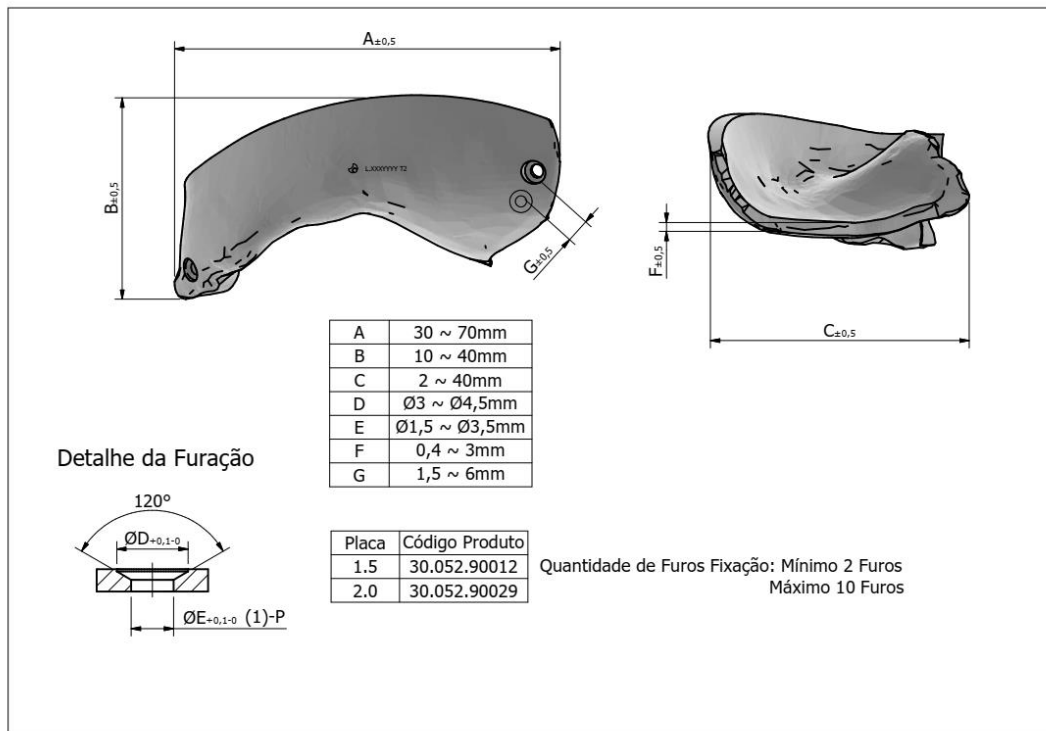 A±0,5
B±0,5
L.XXXYYYY T2
G±0,5
F±0,5
C±0,5
A 30 ~ 70mm
B 10 ~ 40mm
C 2 ~ 40mm
D Ø3 ~ Ø4,5mm
E Ø1,5 ~ Ø3,5mm
F 0,4 ~ 3mm
G 1,5 ~ 6mm
Detalhe da Furação
120°
ØD+0,1-0
ØE+0,1-0 (1)-P
Placa Código Produto
1.5 30.052.90012
2.0 30.052.90029
Quantidade de Furos Fixação: Mínimo 2 Furos
Máximo 10 Furos